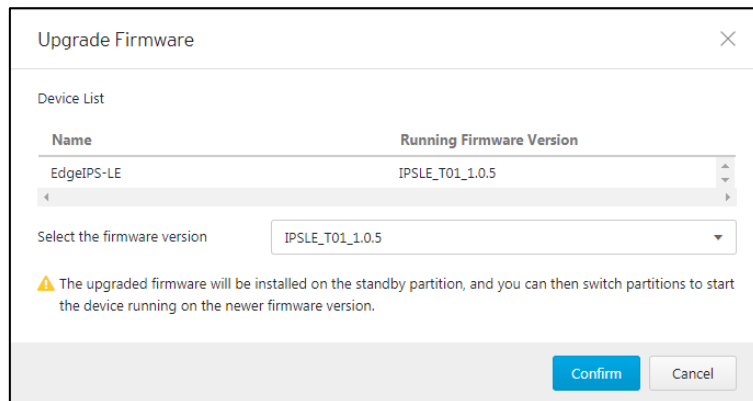 Upgrade Firmware
Device List
Name Running Firmware Version
EdgeIPS-LE IPSLE_T01_1.0.5
Select the firmware version IPSLE_T01_1.0.5
The upgraded firmware will be installed on the standby partition, and you can then switch partitions to start
the device running on the newer firmware version.
Confirm Cancel